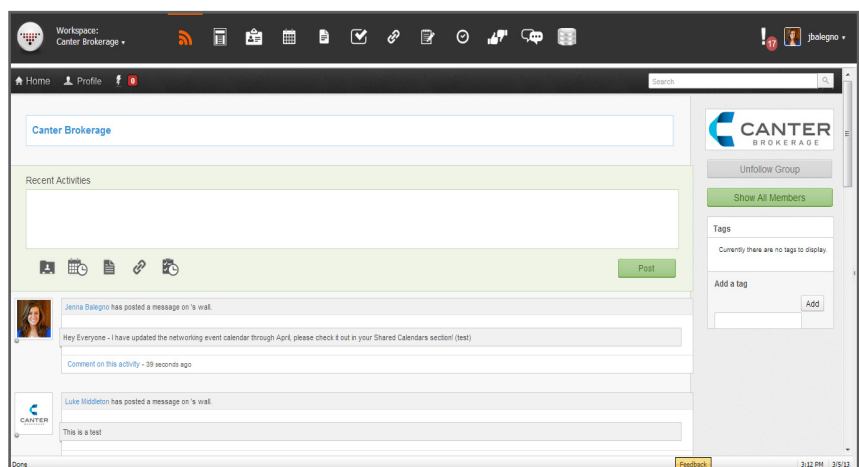 Workspace:
Canter Brokerage
17
jbalegno
Home Profile 0
Search
Canter Brokerage
CANTER
BROKERAGE
Unfollow Group
Show All Members
Recent Activities
Tags
Currently there are no tags to display.
Post
Add a tag
Add
Jenna Balegno has posted a message on 's wall.
Hey Everyone - I have updated the networking event calendar through April, please check it out in your Shared Calendars section! (test)
Comment on this activity - 39 seconds ago
Luke Middleton has posted a message on 's wall.
CANTER
This is a test
Done
Feedback
3:12 PM 3/5/13